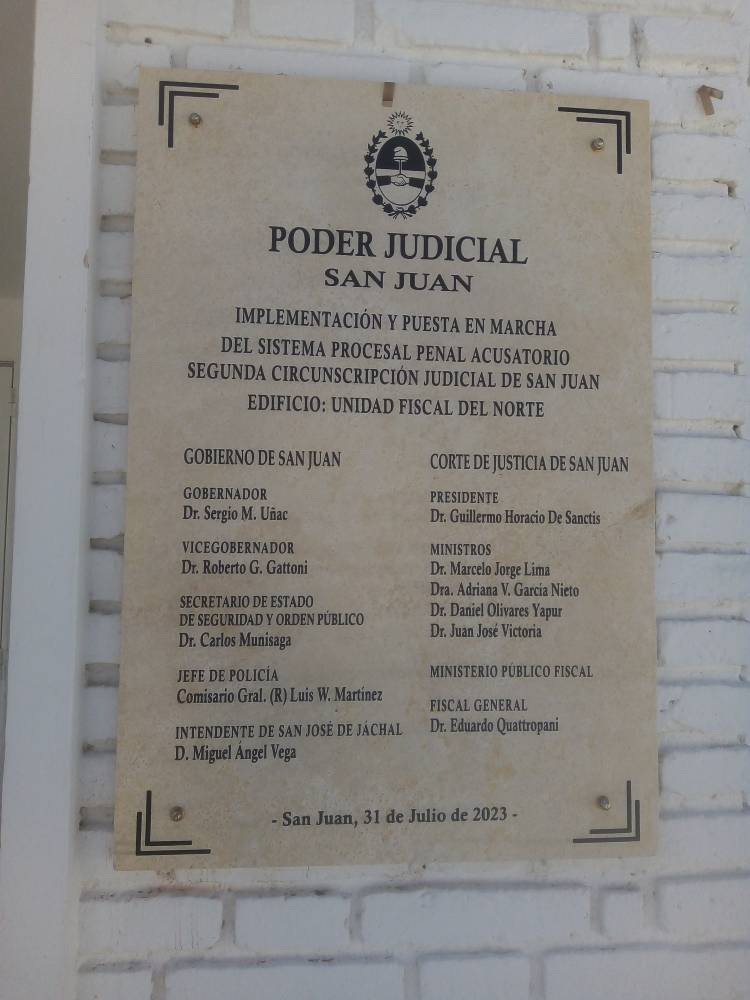 PODER JUDICIAL
SAN JUAN
IMPLEMENTACIÓN Y PUESTA EN MARCHA
DEL SISTEMA PROCESAL PENAL ACUSATORIO
SEGUNDA CIRCUNSCRIPCIÓN JUDICIAL DE SAN JUAN
EDIFICIO: UNIDAD FISCAL DEL NORTE
GOBIERNO DE SAN JUAN
GOBERNADOR
Dr. Sergio M. Uñac
VICEGOBERNADOR
Dr. Roberto G. Gattoni
SECRETARIO DE ESTADO
DE SEGURIDAD Y ORDEN PÚBLICO
Dr. Carlos Munisaga
JEFE DE POLICÍA
Comisario Gral. (R) Luis W. Martínez
INTENDENTE DE SAN JOSÉ DE JÁCHAL
D. Miguel Ángel Vega
CORTE DE JUSTICIA DE SAN JUAN
PRESIDENTE
Dr. Guillermo Horacio De Sanctis
MINISTROS
Dr. Marcelo Jorge Lima
Dra. Adriana V. García Nieto
Dr. Daniel Olivares Yapur
Dr. Juan José Victoria
MINISTERIO PÚBLICO FISCAL
FISCAL GENERAL
Dr. Eduardo Quattropani
- San Juan, 31 de Julio de 2023 -